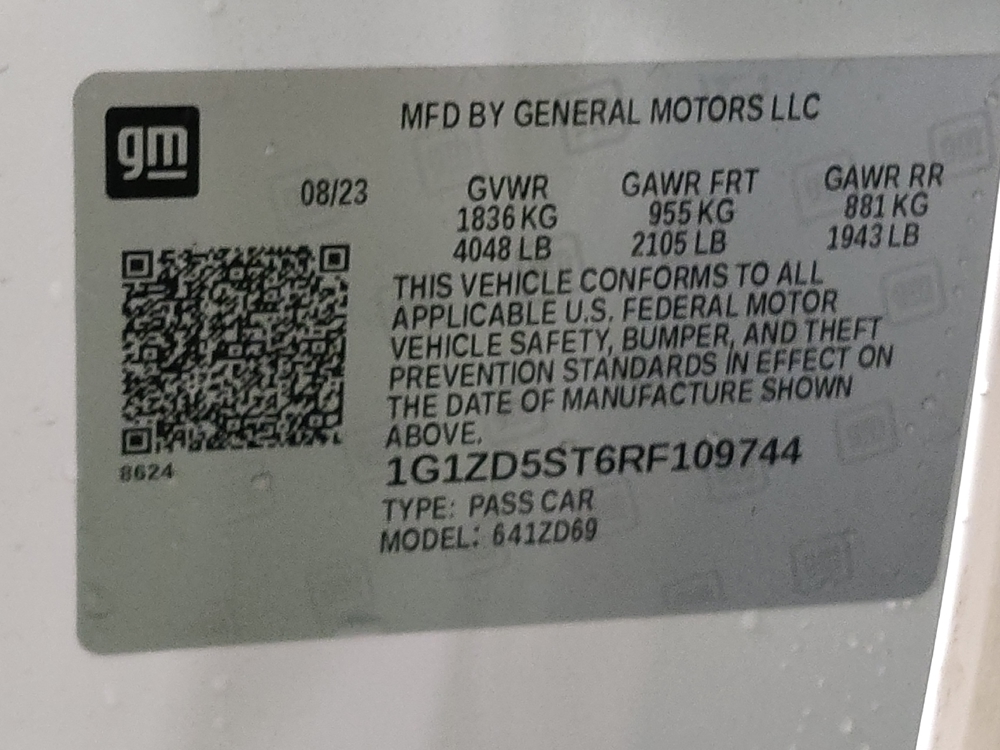 gm
MFD BY GENERAL MOTORS LLC
08/23
GVWR GAWR FRT GAWR RR
1836 KG 955 KG 881 KG
4048 LB 2105 LB 1943 LB
THIS VEHICLE CONFORMS TO ALL
APPLICABLE U.S. FEDERAL MOTOR
VEHICLE SAFETY, BUMPER, AND THEFT
PREVENTION STANDARDS IN EFFECT ON
THE DATE OF MANUFACTURE SHOWN
ABOVE.
8624
1G1ZD5ST6RF109744
TYPE: PASS CAR
MODEL: 641ZD69